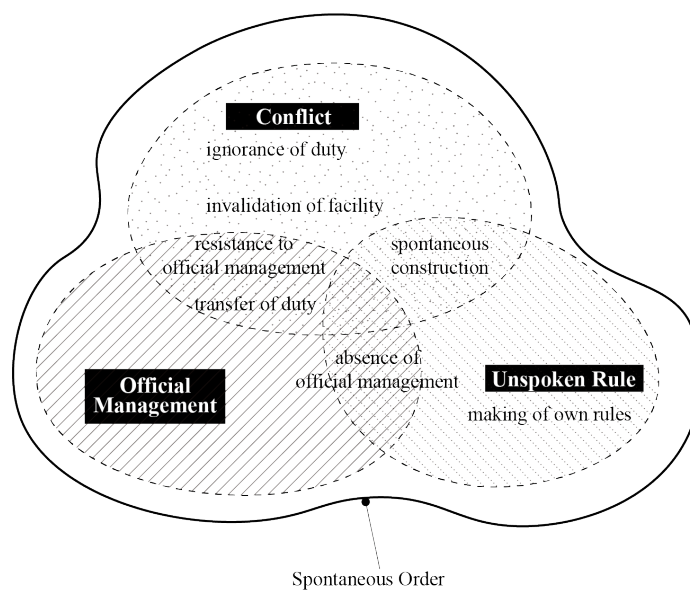 Conflict
ignorance of duty
invalidation of facility
resistance to
official management
spontaneous
construction
transfer of duty
absence of
official management
Official
Management
Unspoken Rule
making of own rules
Spontaneous Order